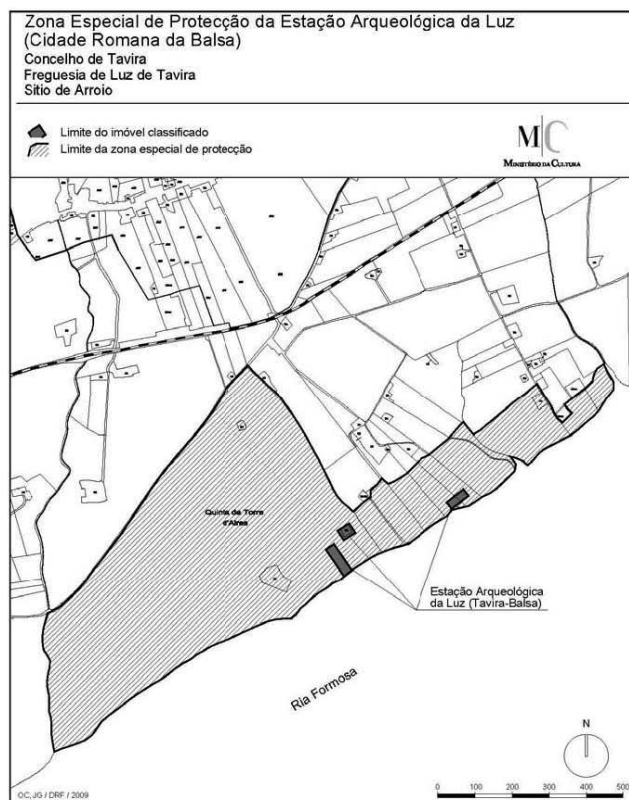 Zona Especial de Protecção da Estação Arqueológica da Luz
(Cidade Romana da Balsa)
Concelho de Tavira
Freguesia de Luz de Tavira
Sitio de Arroio
Limite do imóvel classificado
Limite da zona especial de protecção
M C
MINISTÉRIO DA CULTURA
Quinta da Torre
d'Aires
Estação Arqueológica
da Luz (Tavira-Balsa)
Ria Formosa
N
0 100 200 300 400 500
OC, JG / DRF / 2009